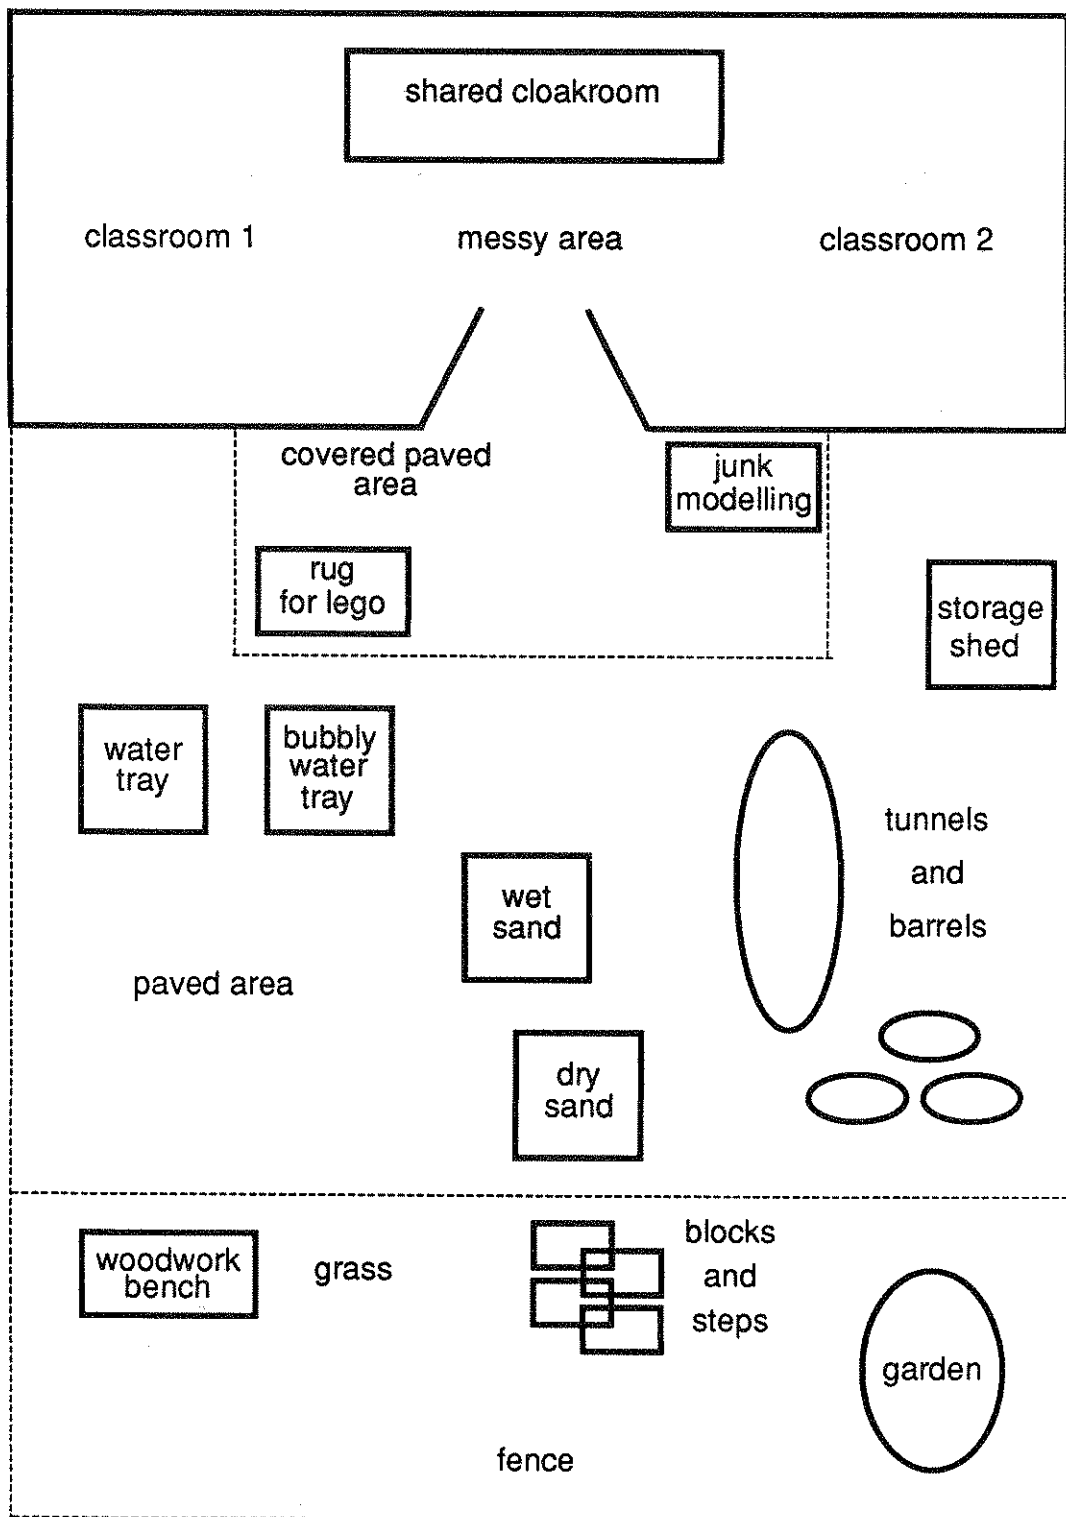 shared cloakroom
classroom 1
messy area
classroom 2
covered paved
area
junk
modelling
rug
for lego
storage
shed
water
tray
bubbly
water
tray
tunnels
and
barrels
wet
sand
paved area
dry
sand
woodwork
bench
grass
blocks
and
steps
garden
fence